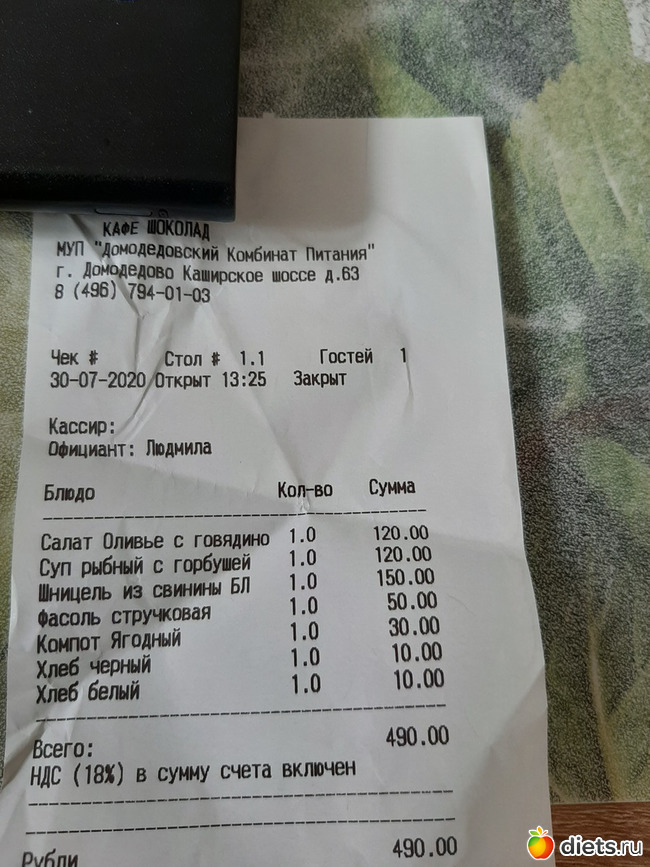 КАФЕ ШОКОЛАД
МУП "Домодедовский Комбинат Питания"
г. Домодедово Каширское шоссе д.63
8 (496) 794-01-03
Чек # Стол # 1.1 Гостей 1
30-07-2020 Открыт 13:25 Закрыт
Кассир:
Официант: Людмила
Блюдо Кол-во Сумма
Салат Оливье с говядино 1.0 120.00
Суп рыбный с горбушей 1.0 120.00
Шницель из свинины БЛ 1.0 150.00
Фасоль стручковая 1.0 50.00
Компот Ягодный 1.0 30.00
Хлеб черный 1.0 10.00
Хлеб белый 1.0 10.00
Всего: 490.00
НДС (18%) в сумму счета включен
Рубли 490.00
diets.ru